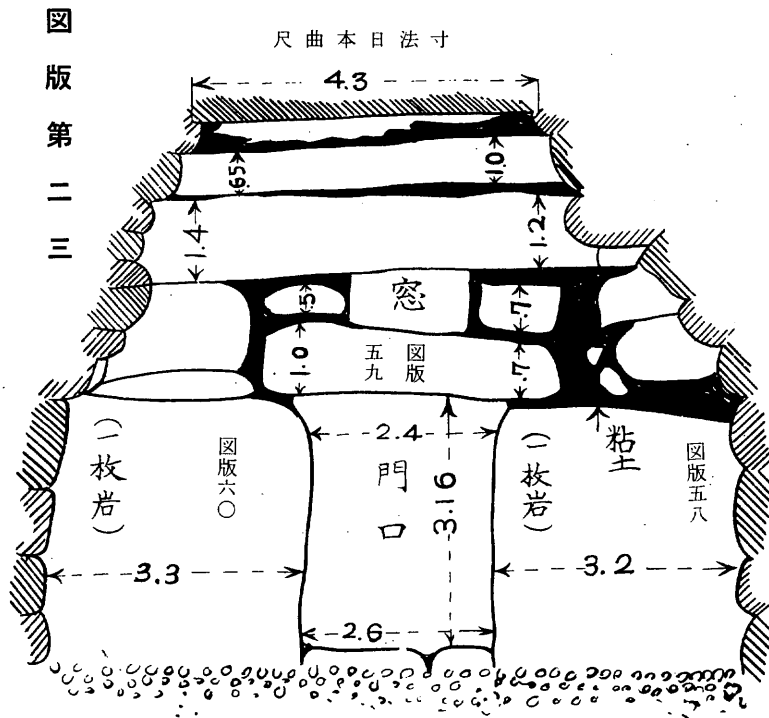 図版第二三
尺曲本日法寸
4.3
.65
1.0
1.4
1.2
.5
窓
.7
1.0
図版
五九
.7
2.4
3.16
門口
(一枚岩)
図版六〇
(一枚岩)
粘土
図版五八
3.3
3.2
2.6